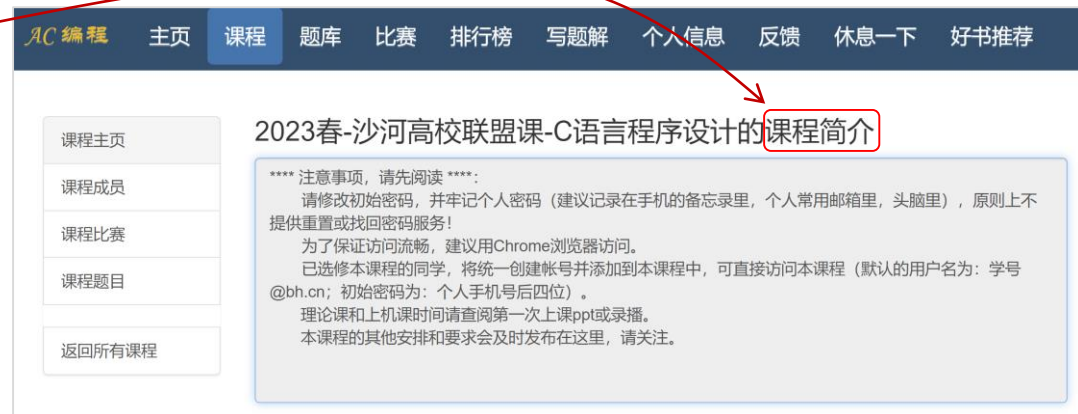 AC 编程 主页 课程 题库 比赛 排行榜 写题解 个人信息 反馈 休息一下 好书推荐
课程主页
课程成员
课程比赛
课程题目
返回所有课程
2023春-沙河高校联盟课-C语言程序设计的课程简介
**** 注意事项，请先阅读 ****：
请修改初始密码，并牢记个人密码（建议记录在手机的备忘录里，个人常用邮箱里，头脑里），原则上不
提供重置或找回密码服务！
为了保证访问流畅，建议用Chrome浏览器访问。
已选修本课程的同学，将统一创建帐号并添加到本课程中，可直接访问本课程（默认的用户名为：学号
@bh.cn；初始密码为：个人手机号后四位）。
理论课和上机课时间请查阅第一次上课ppt或录播。
本课程的其他安排和要求会及时发布在这里，请关注。